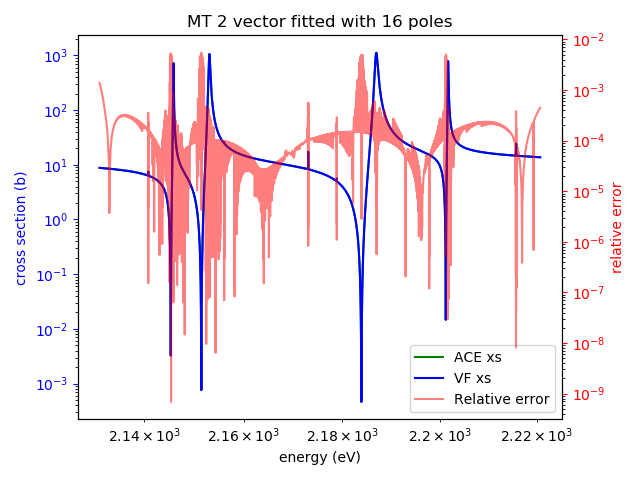 MT 2 vector fitted with 16 poles
cross section (b)
10³
10²
10¹
10⁰
10⁻¹
10⁻²
10⁻³
10⁻²
10⁻³
10⁻⁴
10⁻⁵
10⁻⁶
10⁻⁷
10⁻⁸
10⁻⁹
relative error
ACE xs
VF xs
Relative error
2.14 × 10³ 2.16 × 10³ 2.18 × 10³ 2.2 × 10³ 2.22 × 10³
energy (eV)